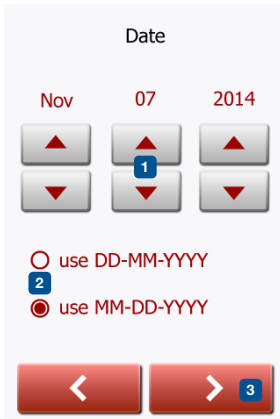 Date
Nov 07 2014
1
use DD-MM-YYYY
2
use MM-DD-YYYY
3